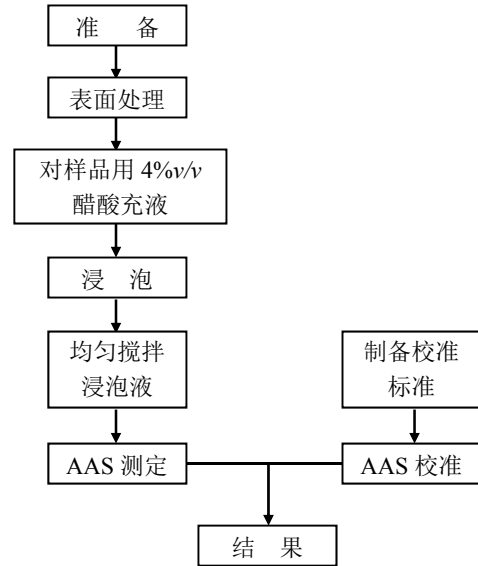 准 备
表面处理
对样品用 4%v/v
醋酸充液
浸 泡
均匀搅拌
浸泡液
制备校准
标准
AAS 测定
AAS 校准
结 果